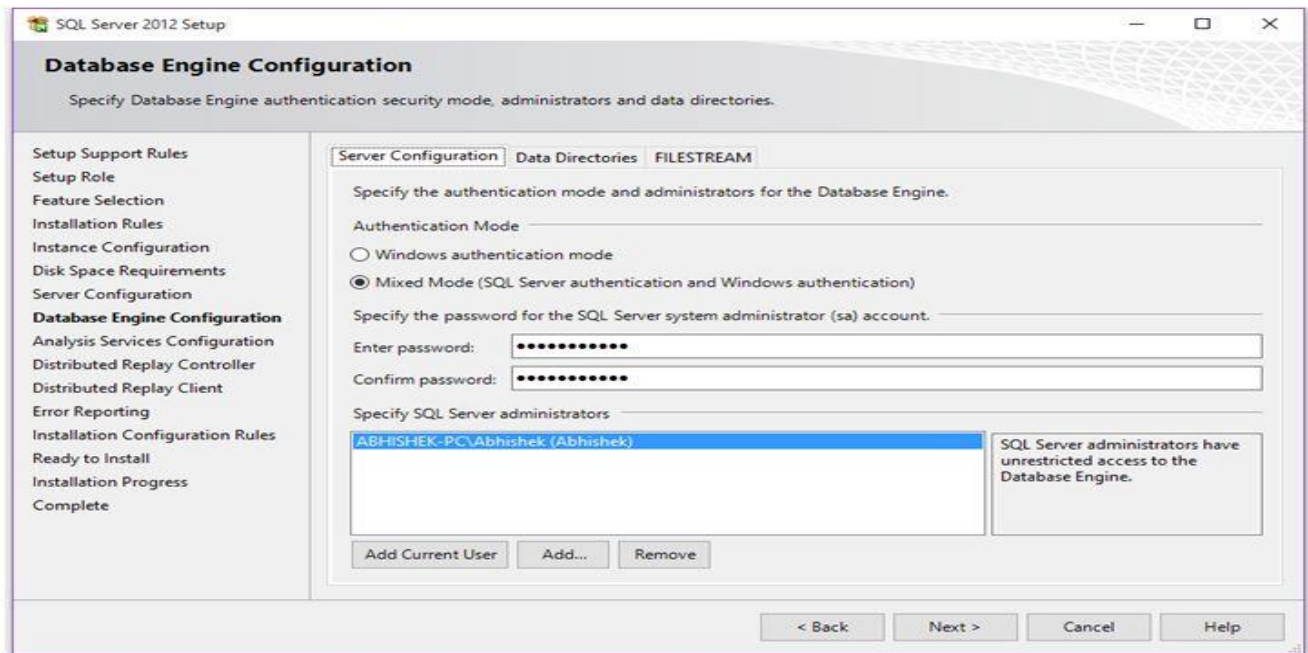 SQL Server 2012 Setup
Database Engine Configuration
Specify Database Engine authentication security mode, administrators and data directories.
Setup Support Rules
Setup Role
Feature Selection
Installation Rules
Instance Configuration
Disk Space Requirements
Server Configuration
Database Engine Configuration
Analysis Services Configuration
Distributed Replay Controller
Distributed Replay Client
Error Reporting
Installation Configuration Rules
Ready to Install
Installation Progress
Complete
Server Configuration Data Directories FILESTREAM
Specify the authentication mode and administrators for the Database Engine.
Authentication Mode
Windows authentication mode
Mixed Mode (SQL Server authentication and Windows authentication)
Specify the password for the SQL Server system administrator (sa) account.
Enter password: •••••••••••
Confirm password: •••••••••••
Specify SQL Server administrators
ABHISHEK-PC\Abhishek (Abhishek)
SQL Server administrators have
unrestricted access to the
Database Engine.
Add Current User Add... Remove
< Back Next > Cancel Help